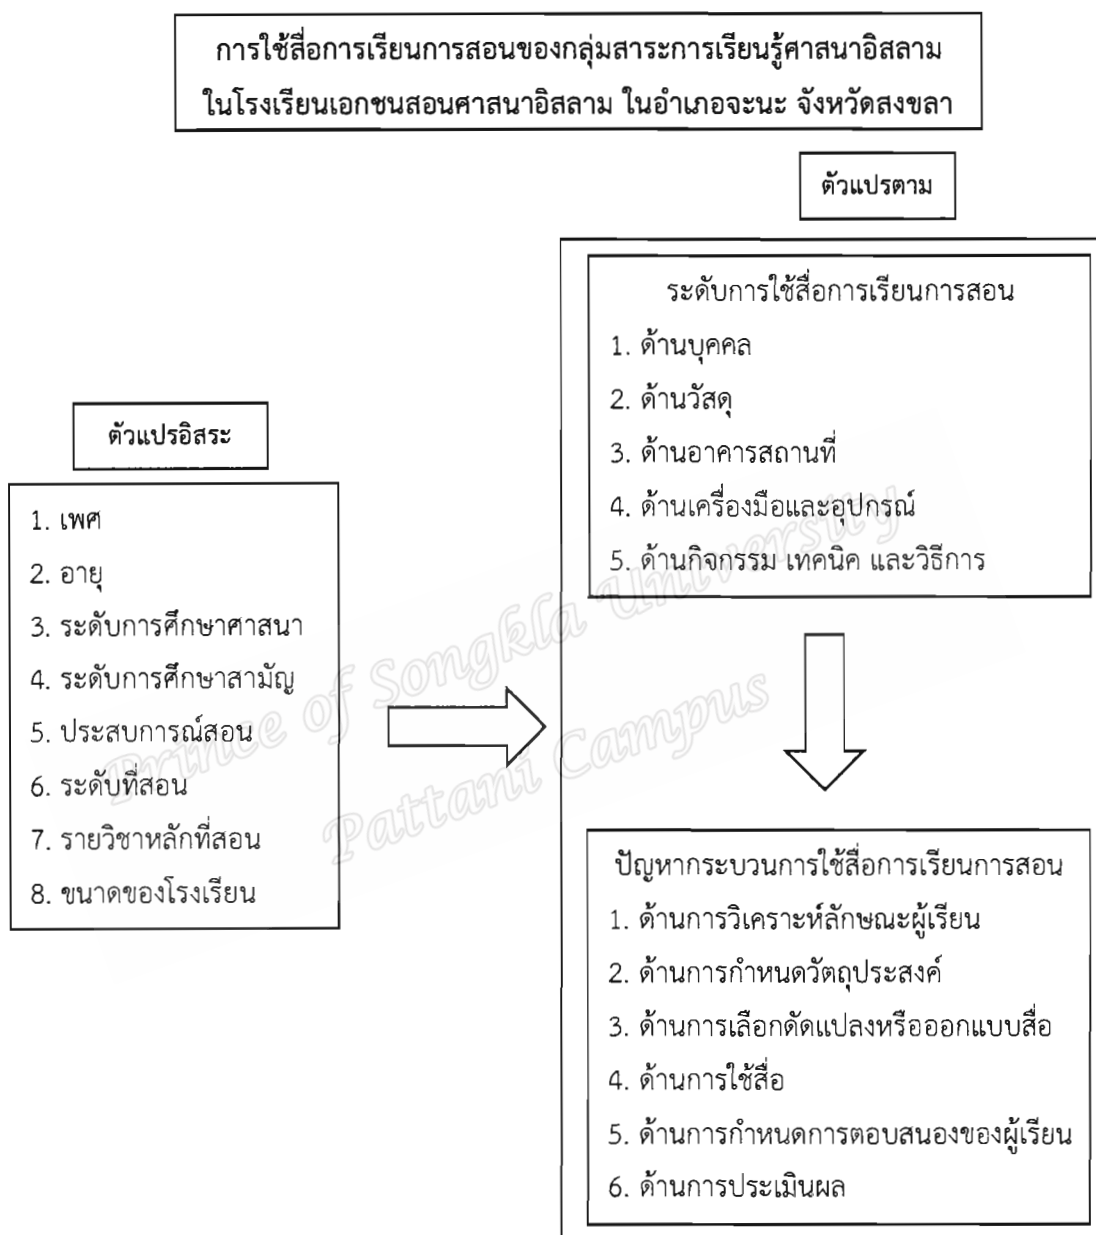 การใช้สื่อการเรียนการสอนของกลุ่มสาระการเรียนรู้ศาสนาอิสลาม
ในโรงเรียนเอกชนสอนศาสนาอิสลาม ในอำเภอจะนะ จังหวัดสงขลา
ตัวแปรอิสระ
1. เพศ
2. อายุ
3. ระดับการศึกษาศาสนา
4. ระดับการศึกษาสามัญ
5. ประสบการณ์สอน
6. ระดับที่สอน
7. รายวิชาหลักที่สอน
8. ขนาดของโรงเรียน
ตัวแปรตาม
ระดับการใช้สื่อการเรียนการสอน
1. ด้านบุคคล
2. ด้านวัสดุ
3. ด้านอาคารสถานที่
4. ด้านเครื่องมือและอุปกรณ์
5. ด้านกิจกรรม เทคนิค และวิธีการ
ปัญหากระบวนการใช้สื่อการเรียนการสอน
1. ด้านการวิเคราะห์ลักษณะผู้เรียน
2. ด้านการกำหนดวัตถุประสงค์
3. ด้านการเลือกดัดแปลงหรือออกแบบสื่อ
4. ด้านการใช้สื่อ
5. ด้านการกำหนดการตอบสนองของผู้เรียน
6. ด้านการประเมินผล
Prince of Songkla University
Pattani Campus